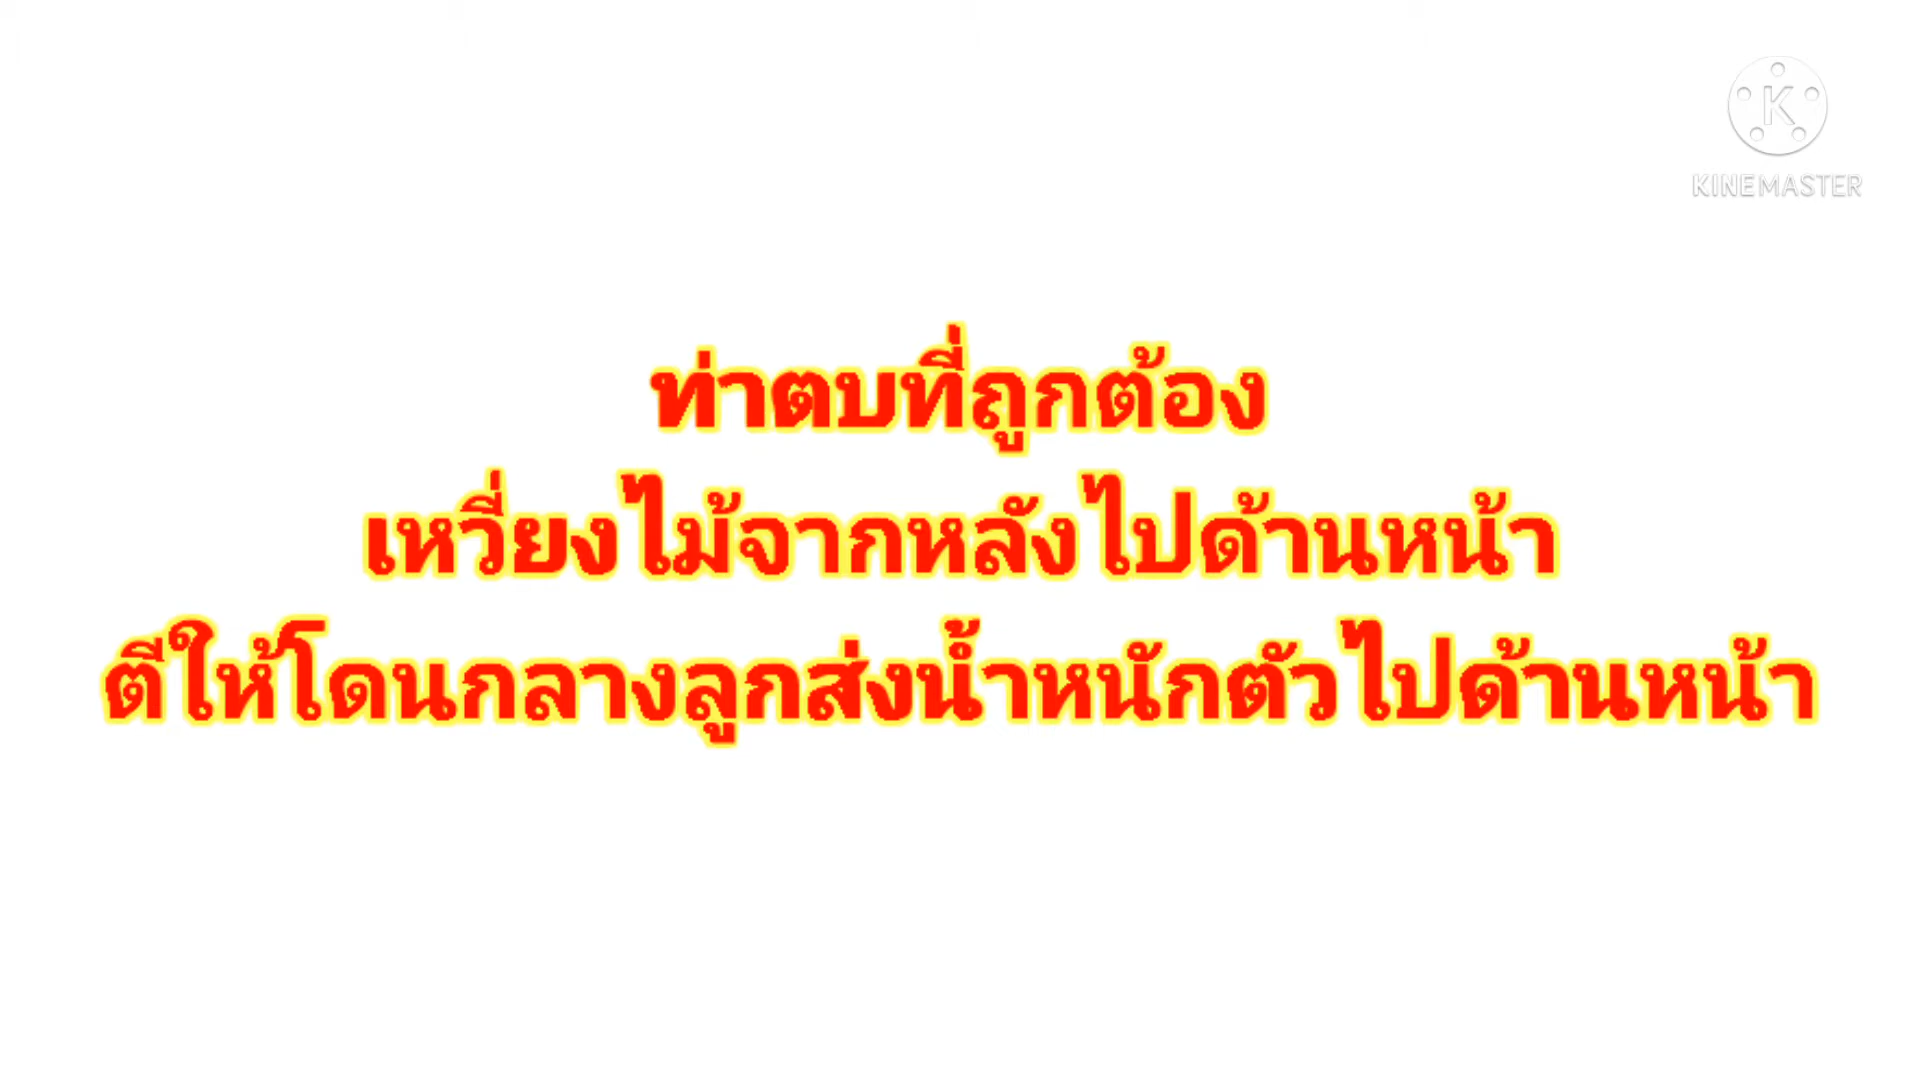 K
KINEMASTER
ท่าตบที่ถูกต้อง
เหวี่ยงไม้จากหลังไปด้านหน้า
ตีให้โดนกลางลูกส่งน้ำหนักตัวไปด้านหน้า